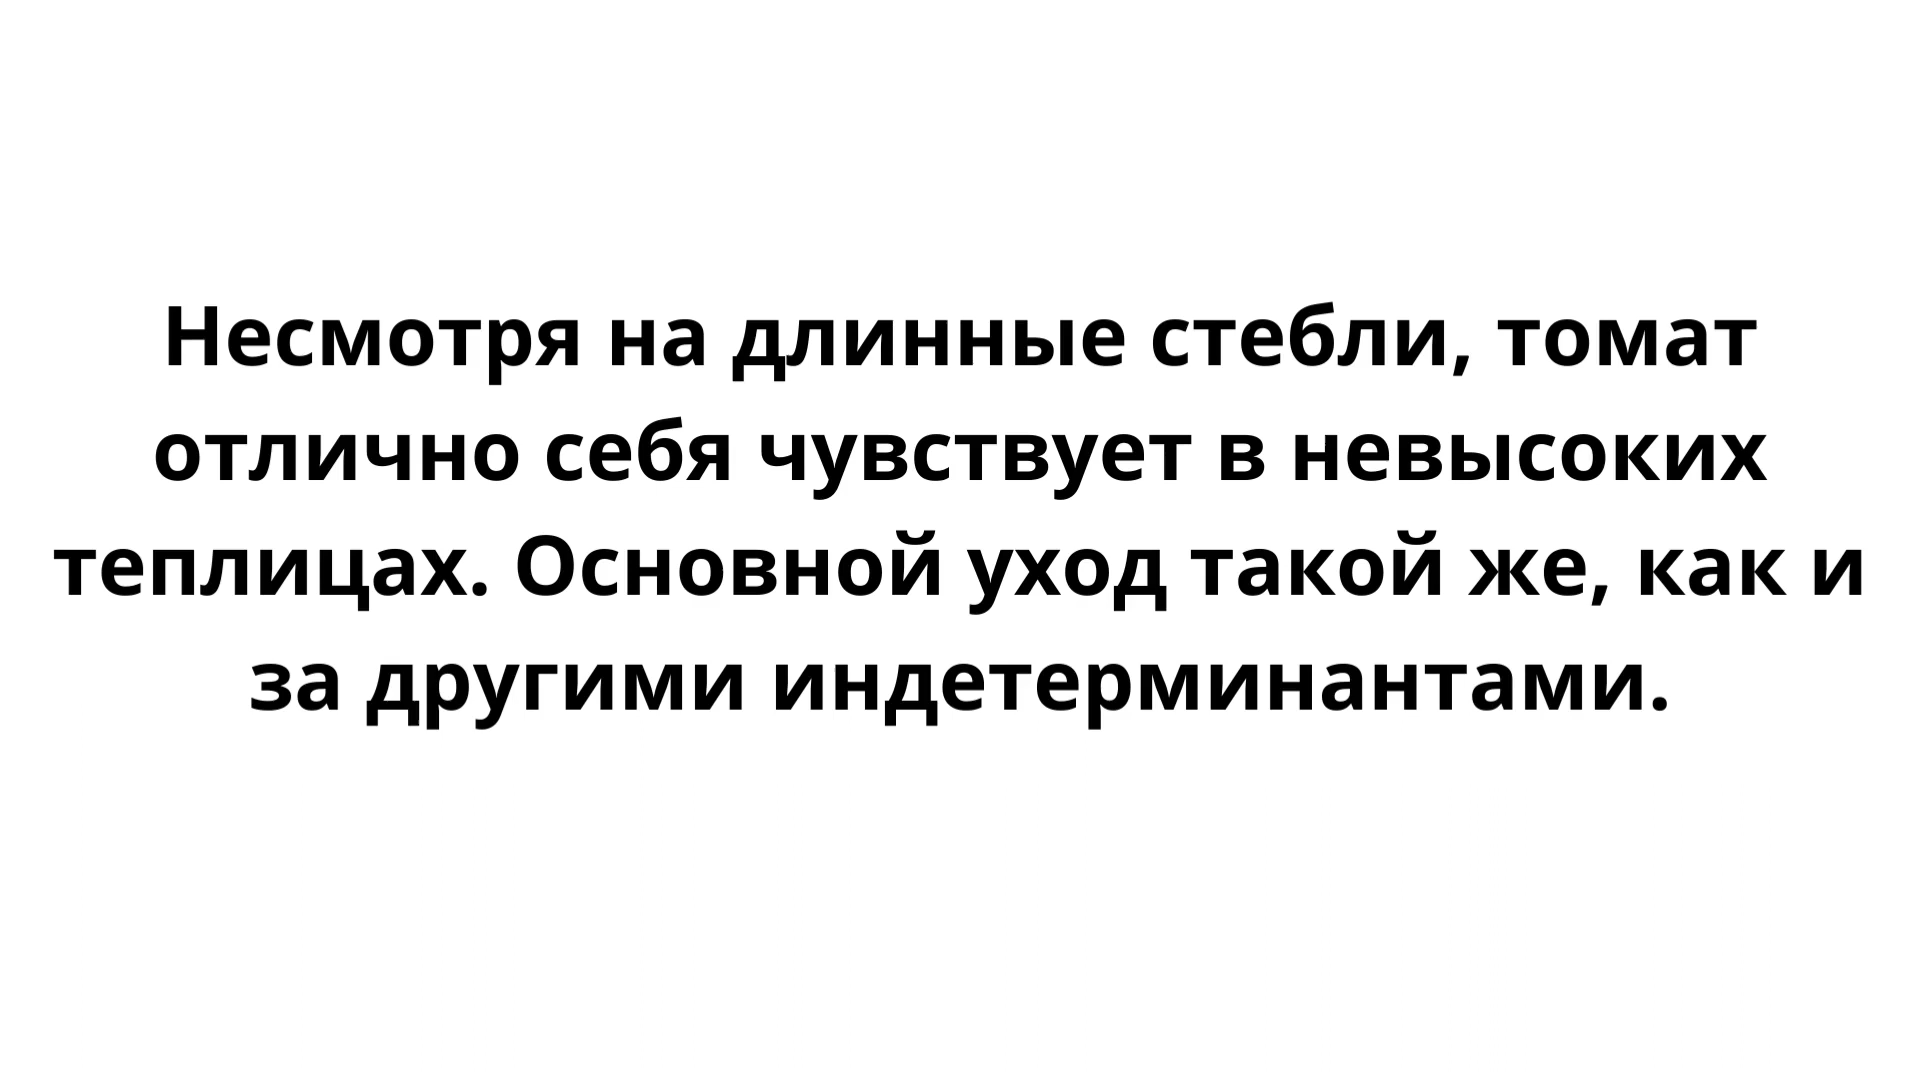 Несмотря на длинные стебли, томат
отлично себя чувствует в невысоких
теплицах. Основной уход такой же, как и
за другими индетерминантами.